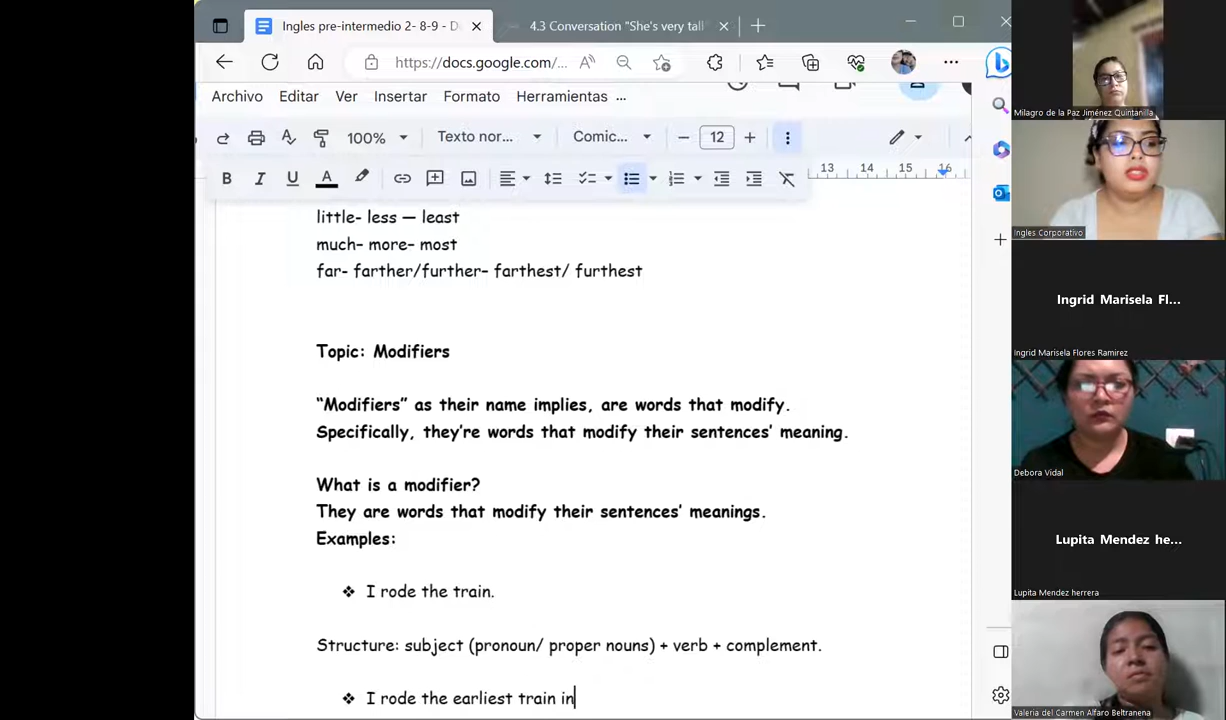 Ingles pre-intermedio 2- 8-9 - D
4.3 Conversation "She's very tall
https://docs.google.com/...
Archivo Editar Ver Insertar Formato Herramientas ...
100% Texto nor... Comic... 12
B I U A
13 14 15 16
little- less — least
much- more- most
far- farther/further- farthest/ furthest
Topic: Modifiers
“Modifiers” as their name implies, are words that modify.
Specifically, they’re words that modify their sentences’ meaning.
What is a modifier?
They are words that modify their sentences’ meanings.
Examples:
❖ I rode the train.
Structure: subject (pronoun/ proper nouns) + verb + complement.
❖ I rode the earliest train in
Milagro de la Paz Jiménez Quintanilla
Ingles Corporativo
Ingrid Marisela Fl...
Ingrid Marisela Flores Ramirez
Debora Vidal
Lupita Mendez he...
Lupita Mendez herrera
Valeria del Carmen Alfaro Beltranena